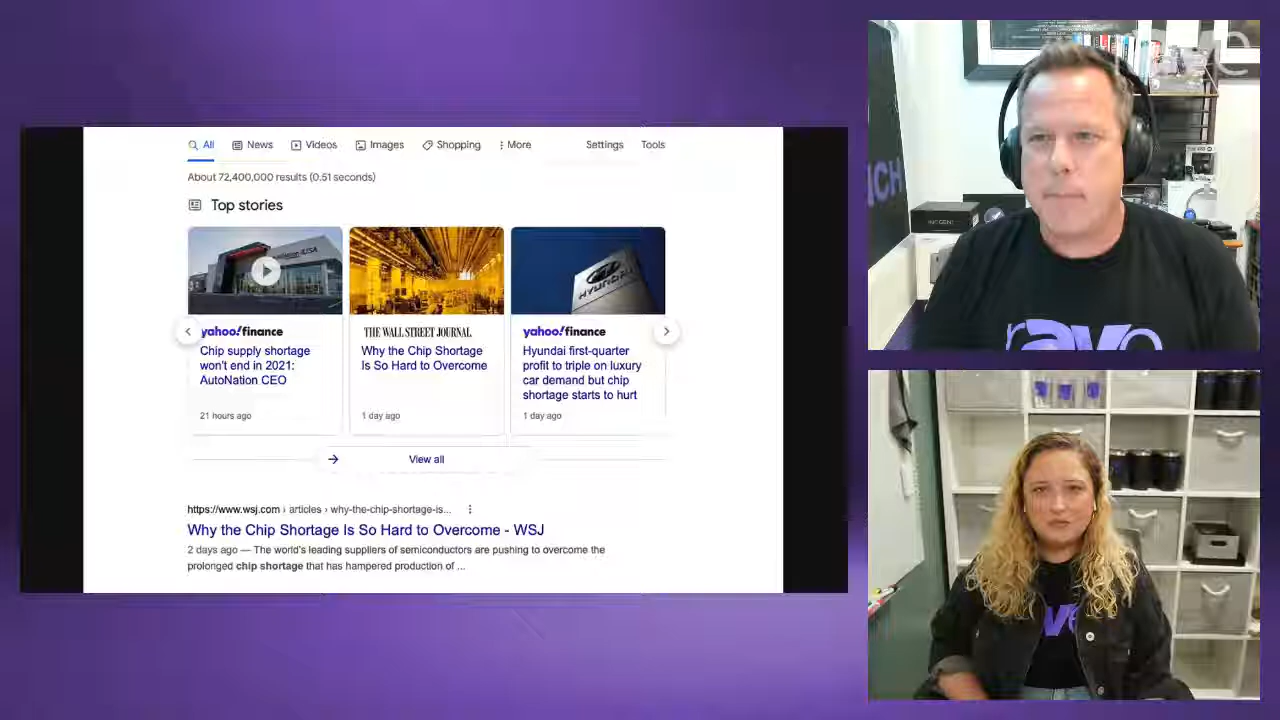 All News Videos Images Shopping More Settings Tools
About 72,400,000 results (0.51 seconds)
Top stories
yahoo!finance
Chip supply shortage
won't end in 2021:
AutoNation CEO
21 hours ago
THE WALL STREET JOURNAL
Why the Chip Shortage
Is So Hard to Overcome
1 day ago
HYUNDAI
yahoo!finance
Hyundai first-quarter
profit to triple on luxury
car demand but chip
shortage starts to hurt
1 day ago
View all
https://www.wsj.com › articles › why-the-chip-shortage-is...
Why the Chip Shortage Is So Hard to Overcome - WSJ
2 days ago — The world's leading suppliers of semiconductors are pushing to overcome the
prolonged chip shortage that has hampered production of ...
rave